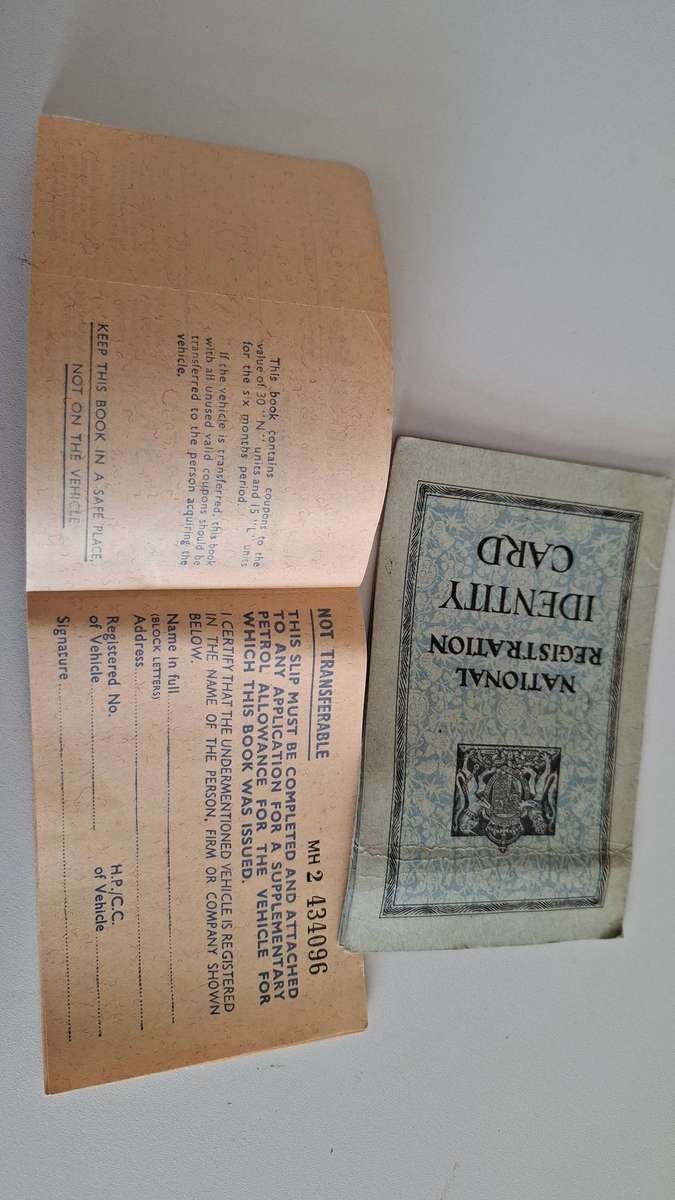 This book contains coupons to the
value of 30 "N" units and 15 "L" units
for the six months period.
If the vehicle is transferred, this book
with all unused valid coupons should be
transferred to the person acquiring the
vehicle.
KEEP THIS BOOK IN A SAFE PLACE,
NOT ON THE VEHICLE
MH 2 434096
NOT TRANSFERABLE
THIS SLIP MUST BE COMPLETED AND ATTACHED
TO ANY APPLICATION FOR A SUPPLEMENTARY
PETROL ALLOWANCE FOR THE VEHICLE FOR
WHICH THIS BOOK WAS ISSUED.
I CERTIFY THAT THE UNDERMENTIONED VEHICLE IS REGISTERED
IN THE NAME OF THE PERSON, FIRM OR COMPANY SHOWN
BELOW.
Name in full
(BLOCK LETTERS)
Address
Registered No. H.P./C.C.
of Vehicle of Vehicle
Signature
NATIONAL
REGISTRATION
IDENTITY
CARD